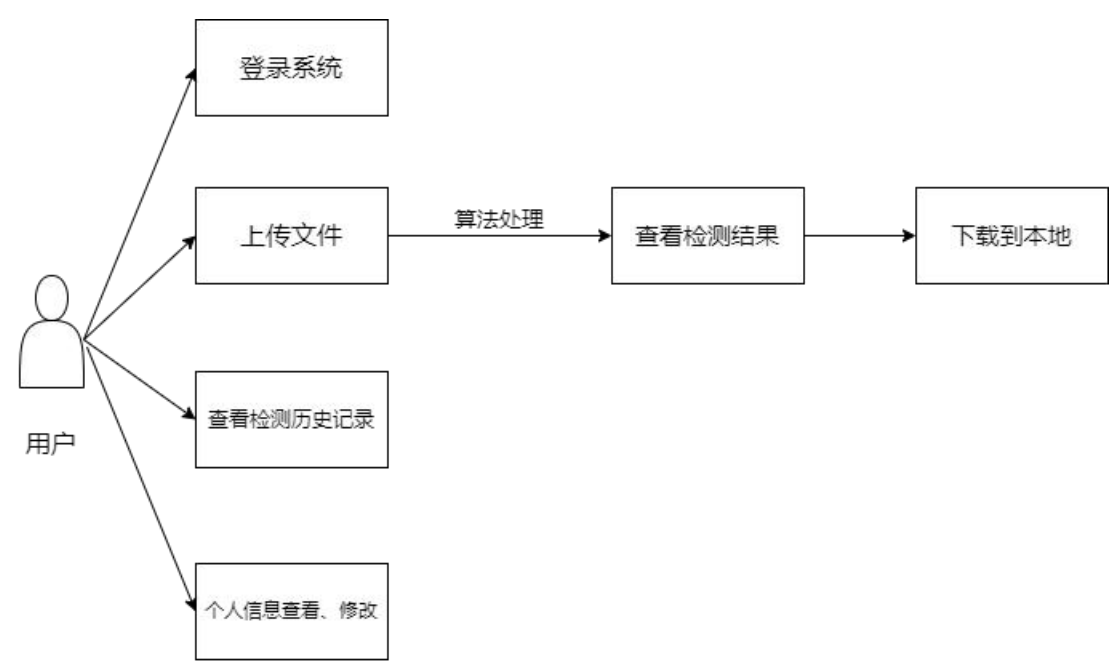 登录系统
上传文件
算法处理
查看检测结果
下载到本地
用户
查看检测历史记录
个人信息查看、修改